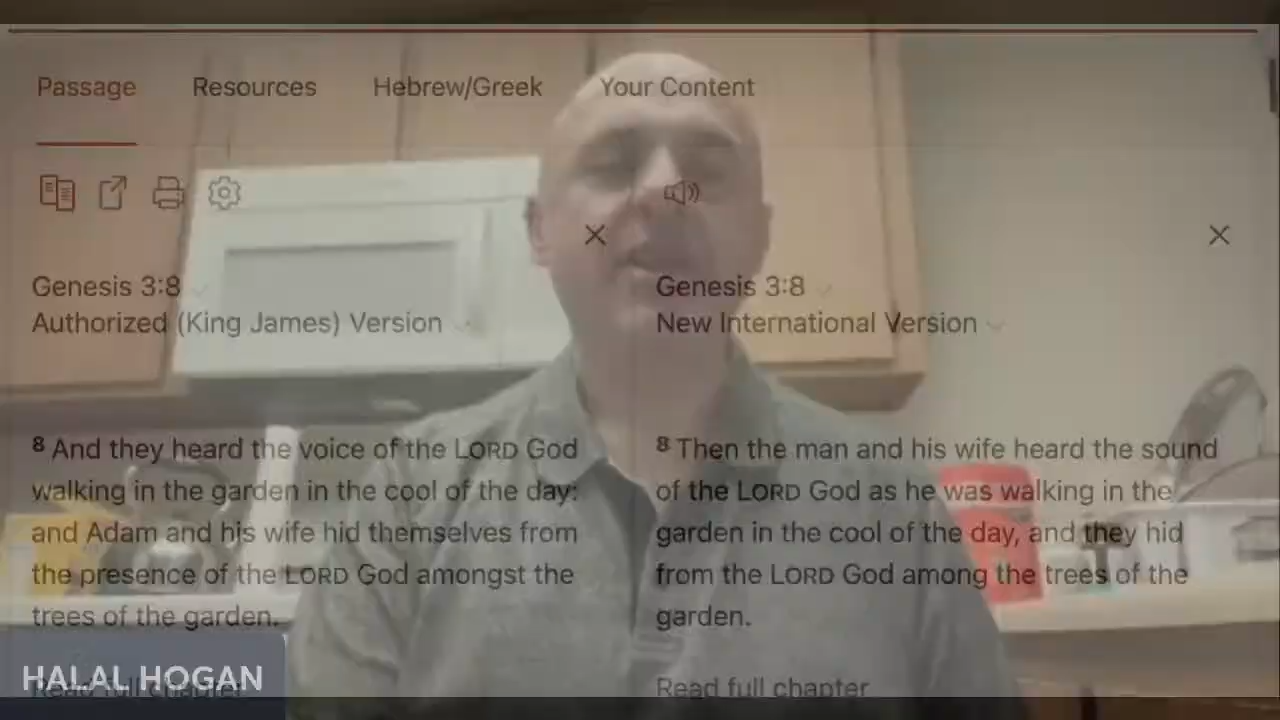 Passage Resources Hebrew/Greek Your Content
Genesis 3:8
Authorized (King James) Version
8 And they heard the voice of the LORD God
walking in the garden in the cool of the day:
and Adam and his wife hid themselves from
the presence of the LORD God amongst the
trees of the garden.
Read full chapter
Genesis 3:8
New International Version
8 Then the man and his wife heard the sound
of the LORD God as he was walking in the
garden in the cool of the day, and they hid
from the LORD God among the trees of the
garden.
Read full chapter
HALAL HOGAN